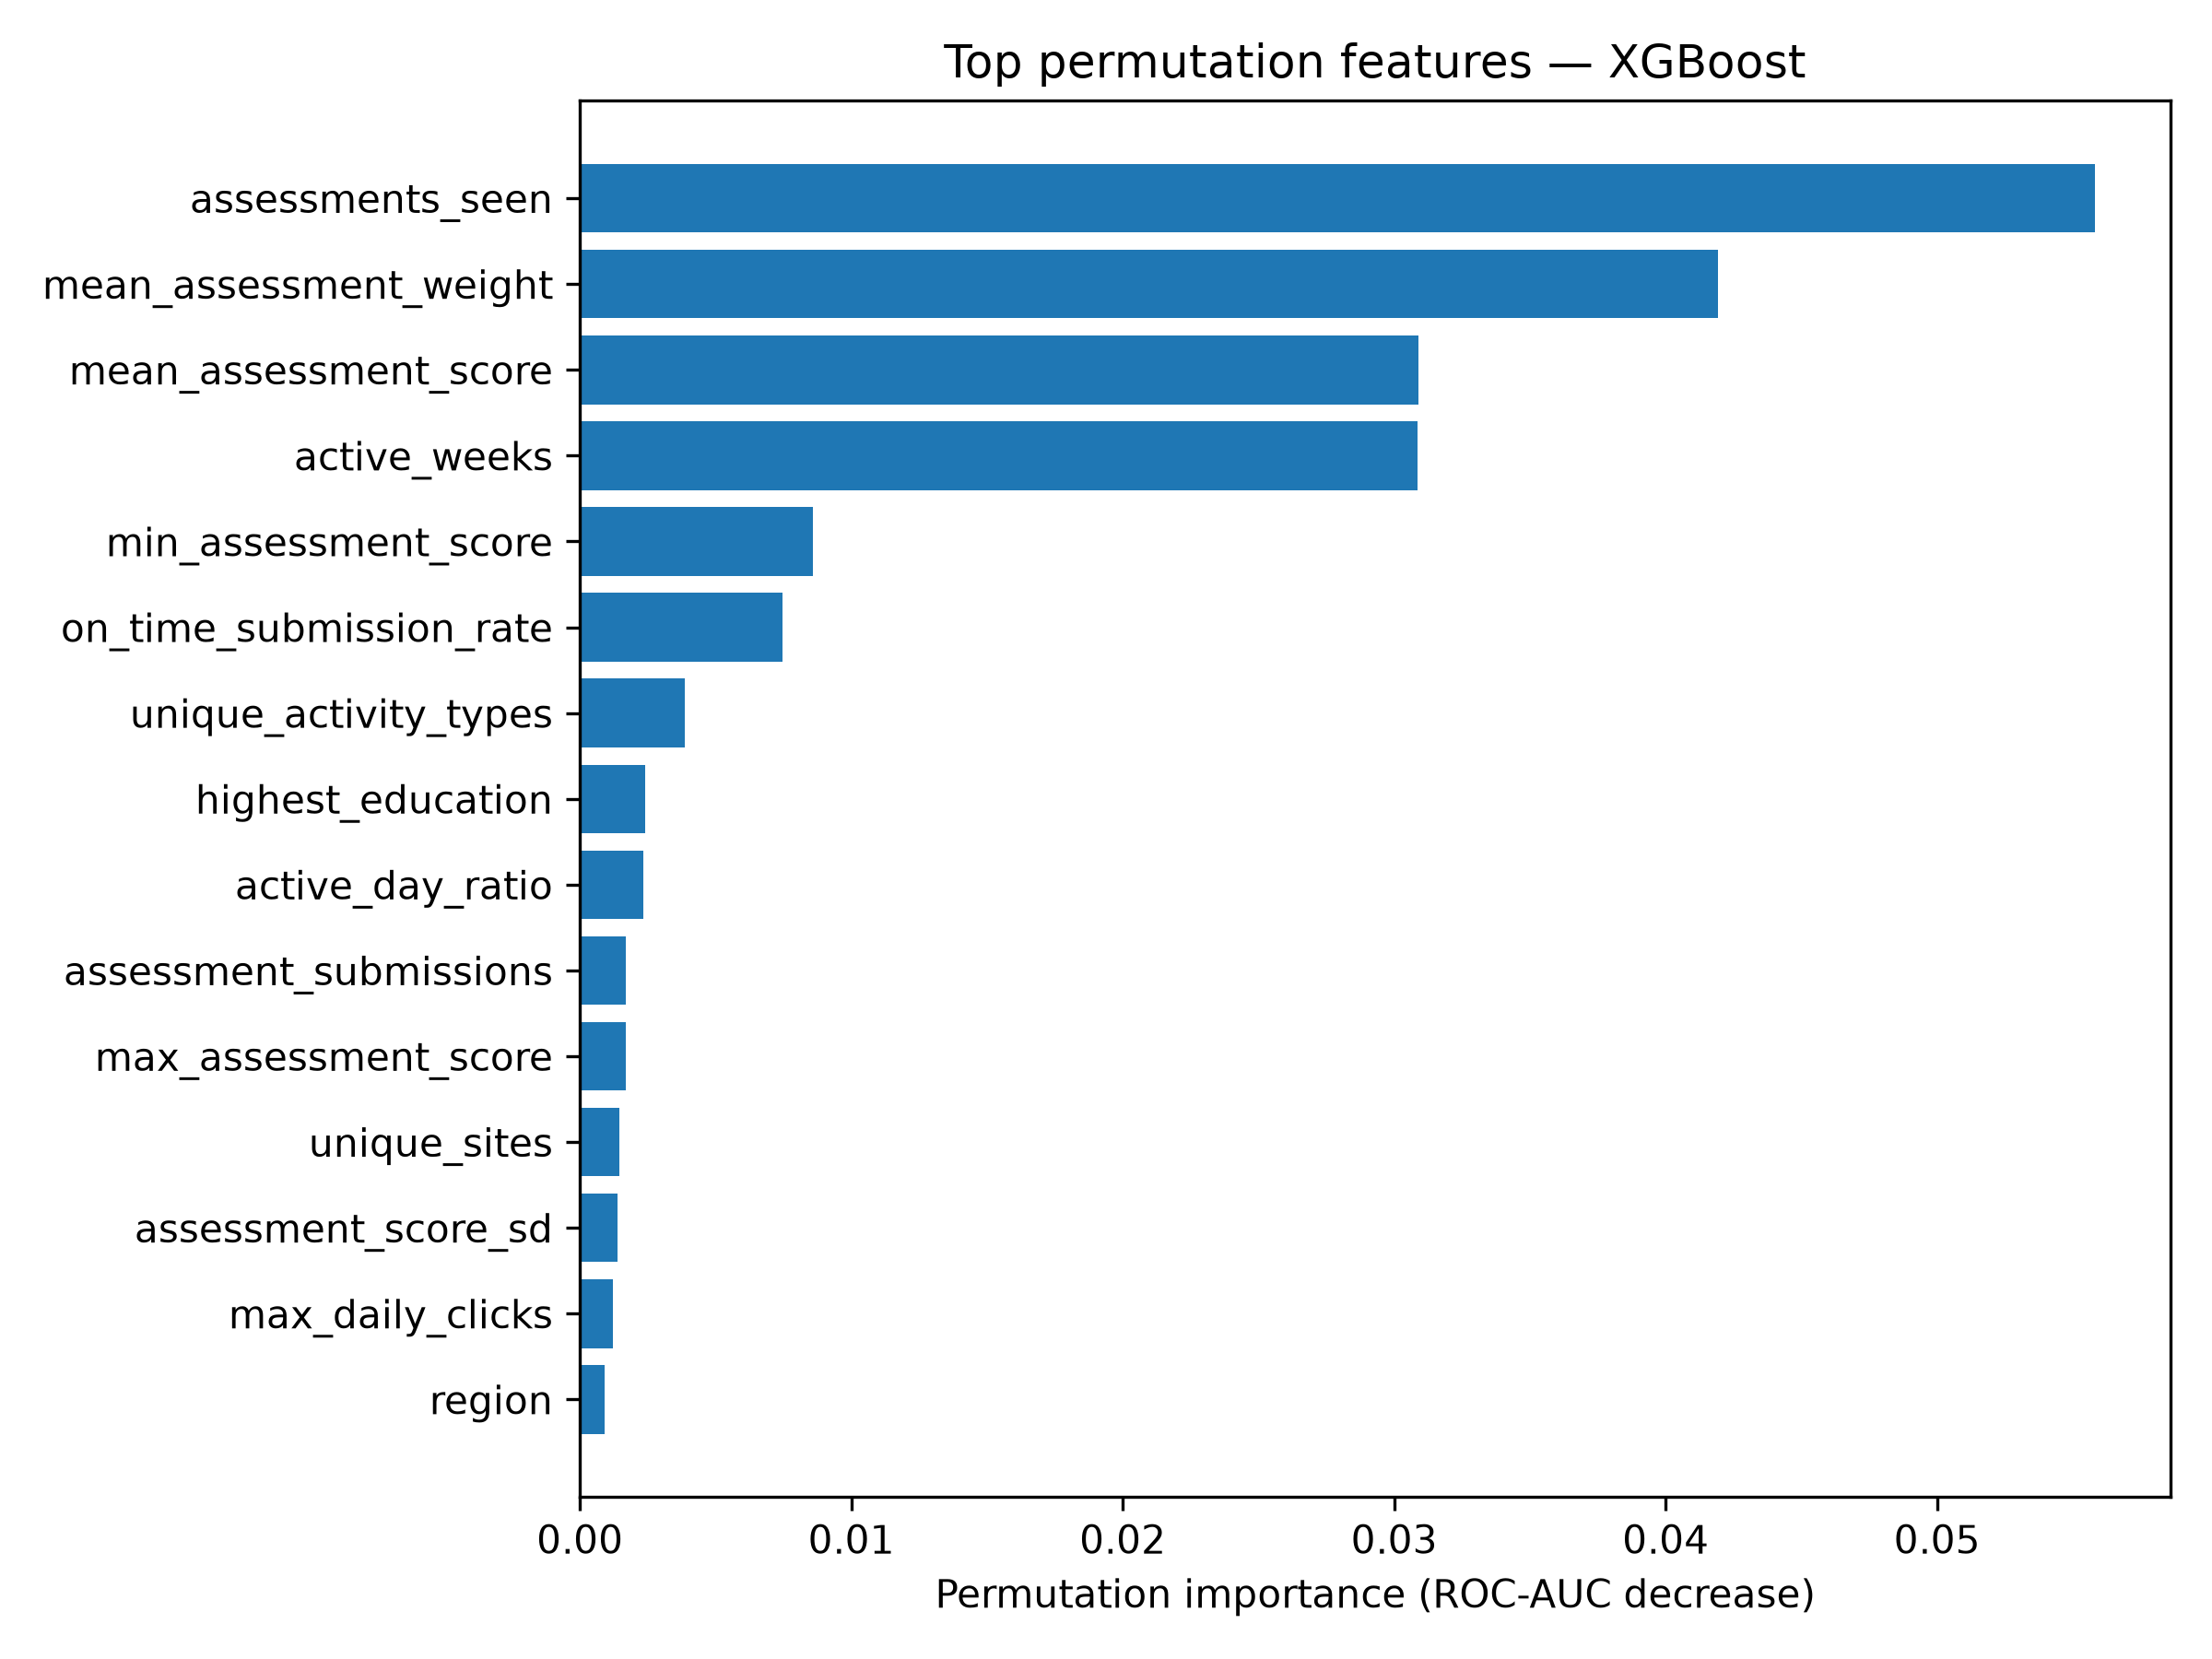 Top permutation features — XGBoost
assessments_seen
mean_assessment_weight
mean_assessment_score
active_weeks
min_assessment_score
on_time_submission_rate
unique_activity_types
highest_education
active_day_ratio
assessment_submissions
max_assessment_score
unique_sites
assessment_score_sd
max_daily_clicks
region
0.00 0.01 0.02 0.03 0.04 0.05
Permutation importance (ROC-AUC decrease)